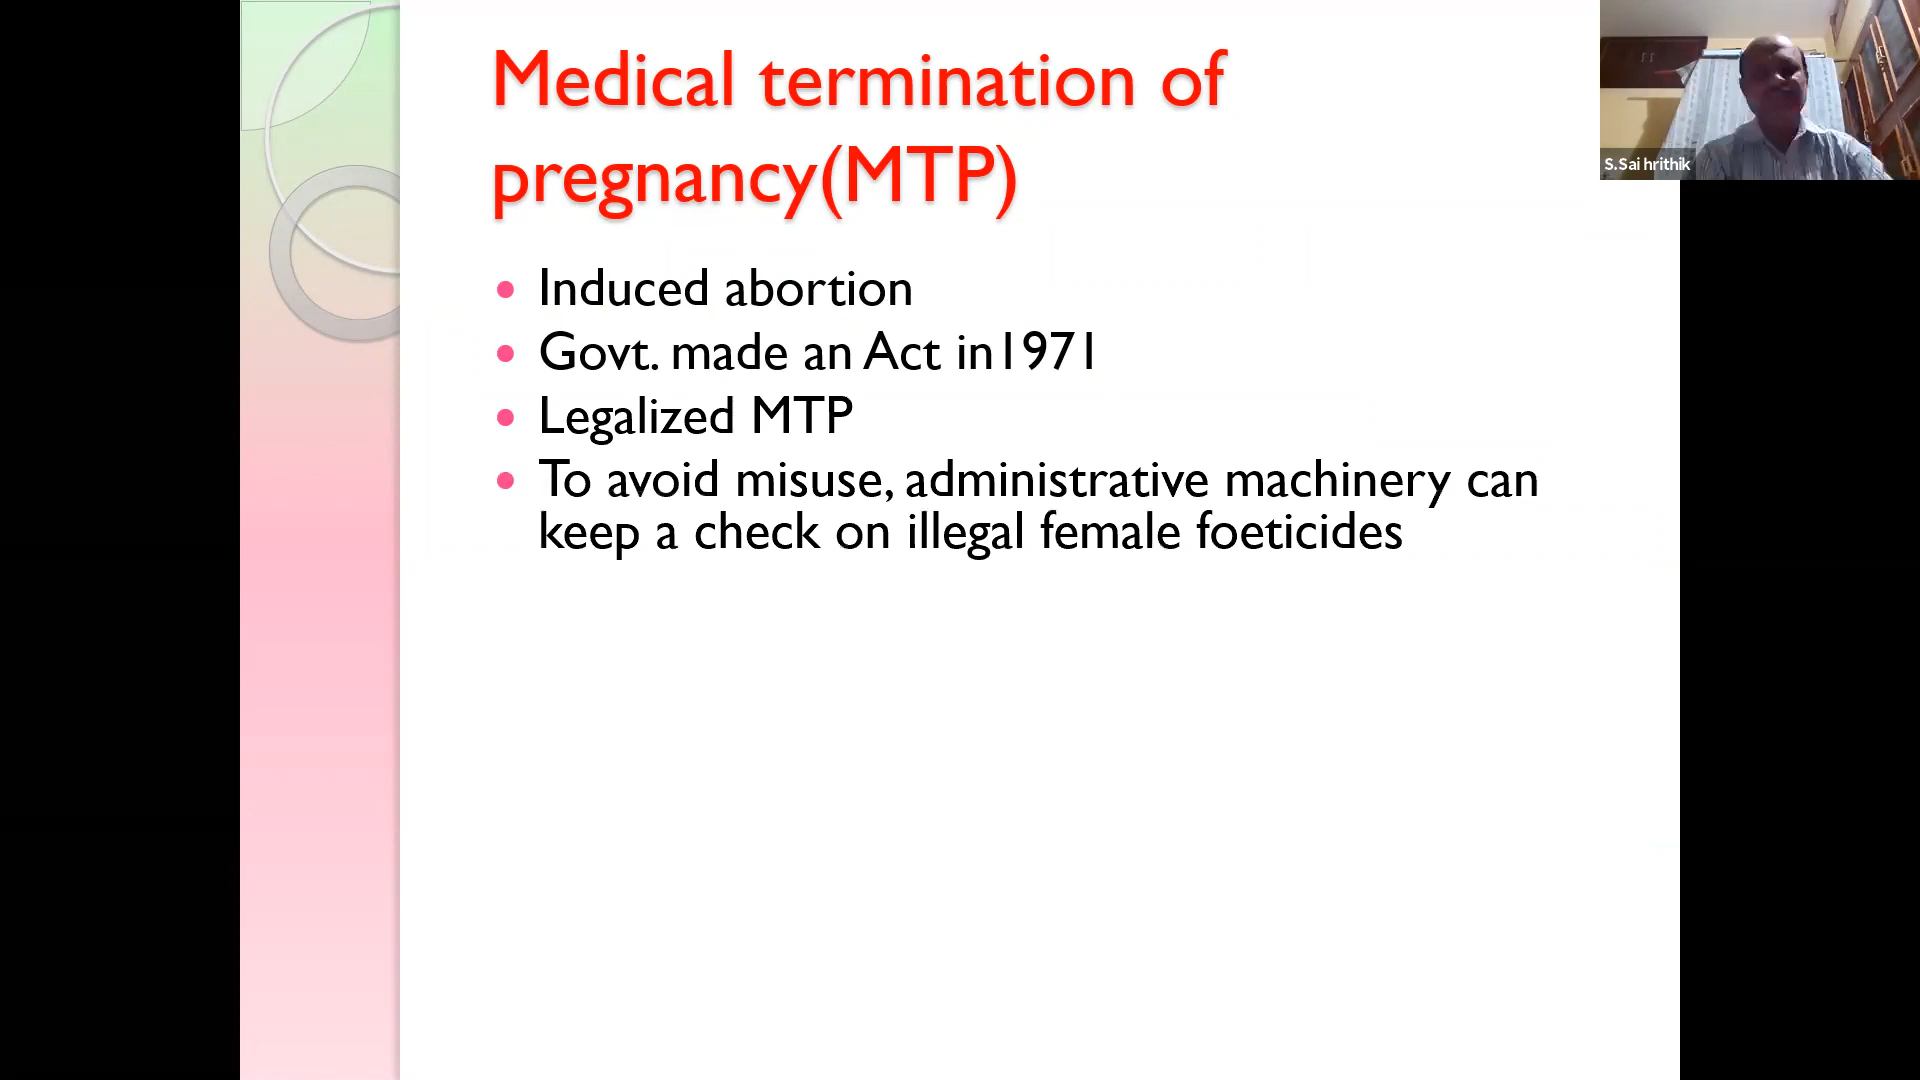 Medical termination of
pregnancy(MTP)
• Induced abortion
• Govt. made an Act in1971
• Legalized MTP
• To avoid misuse, administrative machinery can
keep a check on illegal female foeticides
S.Sai hrithik